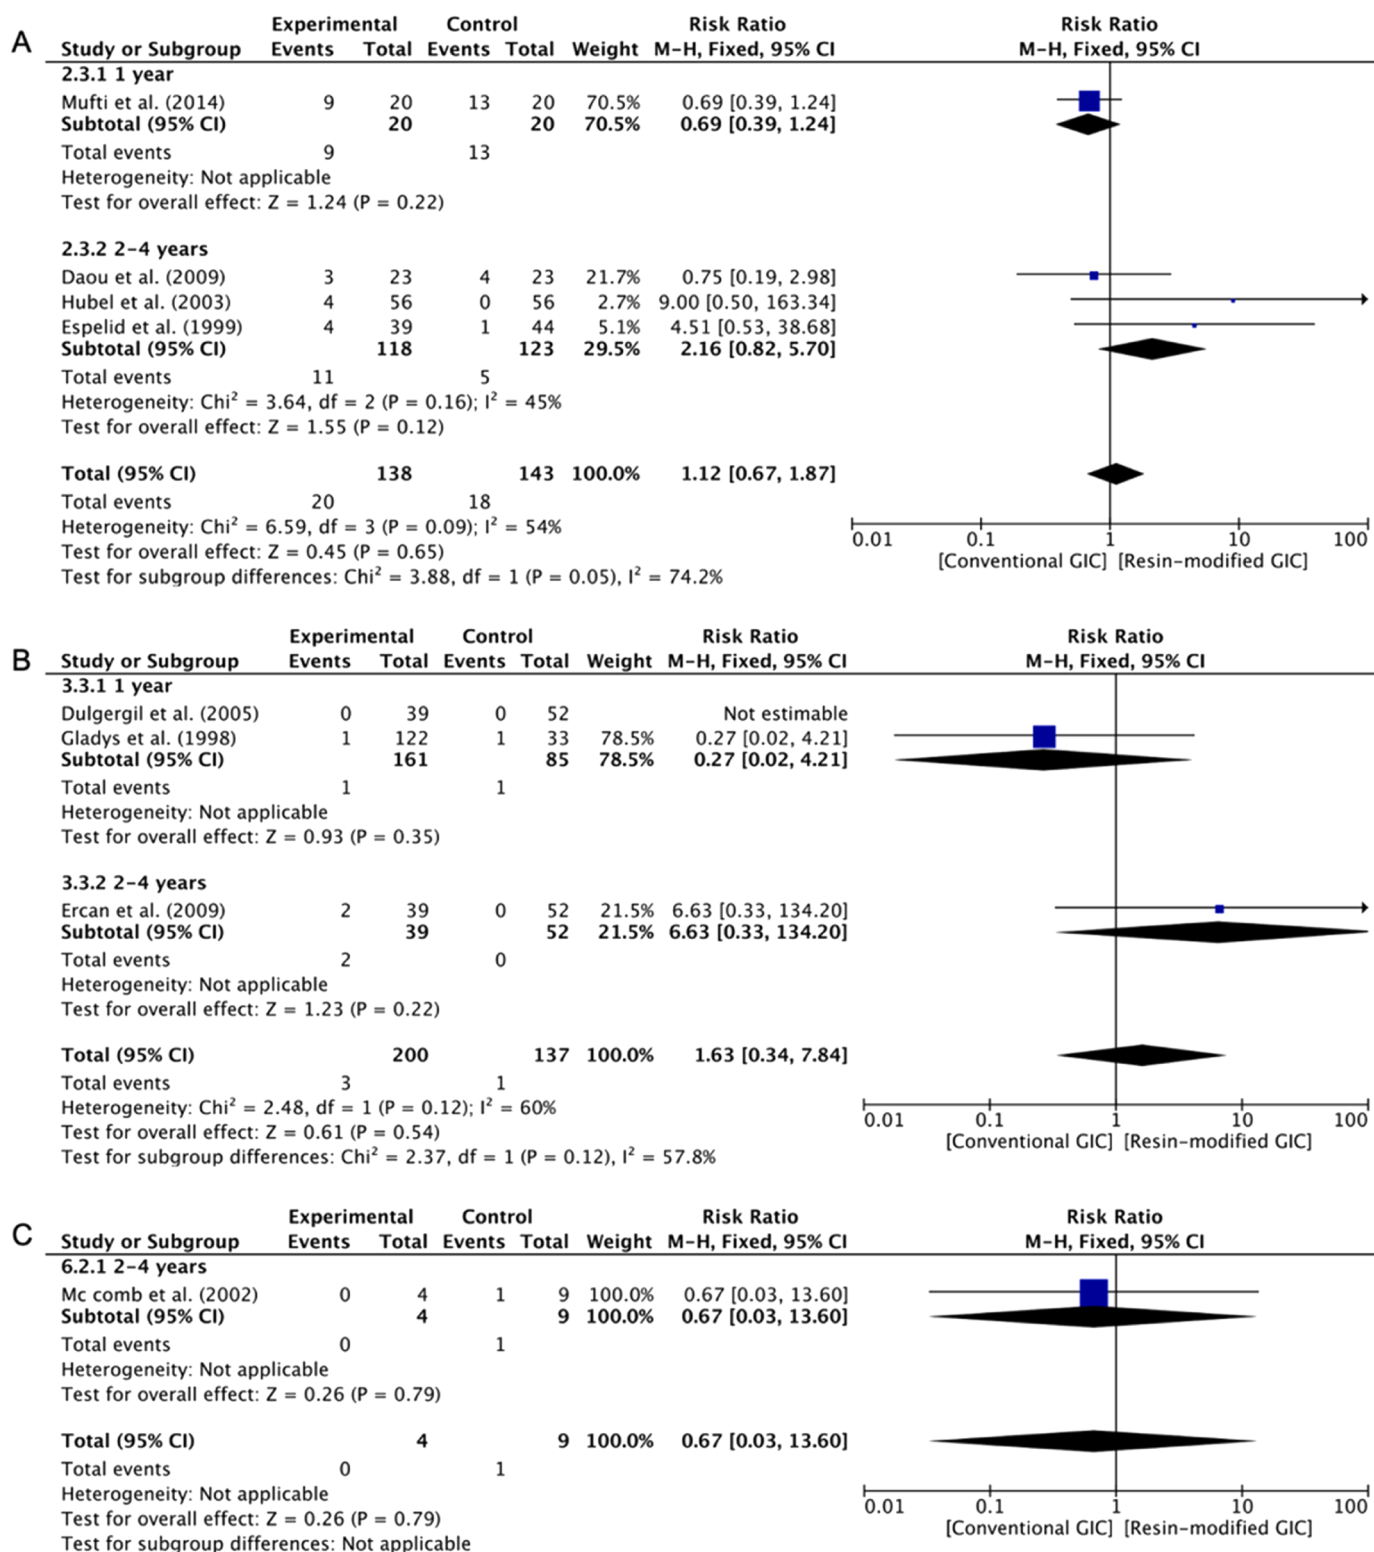 A
Experimental Control Risk Ratio Risk Ratio
Study or Subgroup Events Total Events Total Weight M-H, Fixed, 95% CI M-H, Fixed, 95% CI
2.3.1 1 year
Mufti et al. (2014) 9 20 13 20 70.5% 0.69 [0.39, 1.24]
Subtotal (95% CI) 20 20 70.5% 0.69 [0.39, 1.24]
Total events 9 13
Heterogeneity: Not applicable
Test for overall effect: Z = 1.24 (P = 0.22)
2.3.2 2-4 years
Daou et al. (2009) 3 23 4 23 21.7% 0.75 [0.19, 2.98]
Hubel et al. (2003) 4 56 0 56 2.7% 9.00 [0.50, 163.34]
Espelid et al. (1999) 4 39 1 44 5.1% 4.51 [0.53, 38.68]
Subtotal (95% CI) 118 123 29.5% 2.16 [0.82, 5.70]
Total events 11 5
Heterogeneity: Chi² = 3.64, df = 2 (P = 0.16); I² = 45%
Test for overall effect: Z = 1.55 (P = 0.12)
Total (95% CI) 138 143 100.0% 1.12 [0.67, 1.87]
Total events 20 18
Heterogeneity: Chi² = 6.59, df = 3 (P = 0.09); I² = 54%
Test for overall effect: Z = 0.45 (P = 0.65)
Test for subgroup differences: Chi² = 3.88, df = 1 (P = 0.05), I² = 74.2%
0.01 0.1 1 10 100
[Conventional GIC] [Resin-modified GIC]
B
Experimental Control Risk Ratio Risk Ratio
Study or Subgroup Events Total Events Total Weight M-H, Fixed, 95% CI M-H, Fixed, 95% CI
3.3.1 1 year
Dulgergil et al. (2005) 0 39 0 52 Not estimable
Gladys et al. (1998) 1 122 1 33 78.5% 0.27 [0.02, 4.21]
Subtotal (95% CI) 161 85 78.5% 0.27 [0.02, 4.21]
Total events 1 1
Heterogeneity: Not applicable
Test for overall effect: Z = 0.93 (P = 0.35)
3.3.2 2-4 years
Ercan et al. (2009) 2 39 0 52 21.5% 6.63 [0.33, 134.20]
Subtotal (95% CI) 39 52 21.5% 6.63 [0.33, 134.20]
Total events 2 0
Heterogeneity: Not applicable
Test for overall effect: Z = 1.23 (P = 0.22)
Total (95% CI) 200 137 100.0% 1.63 [0.34, 7.84]
Total events 3 1
Heterogeneity: Chi² = 2.48, df = 1 (P = 0.12); I² = 60%
Test for overall effect: Z = 0.61 (P = 0.54)
Test for subgroup differences: Chi² = 2.37, df = 1 (P = 0.12), I² = 57.8%
0.01 0.1 1 10 100
[Conventional GIC] [Resin-modified GIC]
C
Experimental Control Risk Ratio Risk Ratio
Study or Subgroup Events Total Events Total Weight M-H, Fixed, 95% CI M-H, Fixed, 95% CI
6.2.1 2-4 years
Mc comb et al. (2002) 0 4 1 9 100.0% 0.67 [0.03, 13.60]
Subtotal (95% CI) 4 9 100.0% 0.67 [0.03, 13.60]
Total events 0 1
Heterogeneity: Not applicable
Test for overall effect: Z = 0.26 (P = 0.79)
Total (95% CI) 4 9 100.0% 0.67 [0.03, 13.60]
Total events 0 1
Heterogeneity: Not applicable
Test for overall effect: Z = 0.26 (P = 0.79)
Test for subgroup differences: Not applicable
0.01 0.1 1 10 100
[Conventional GIC] [Resin-modified GIC]